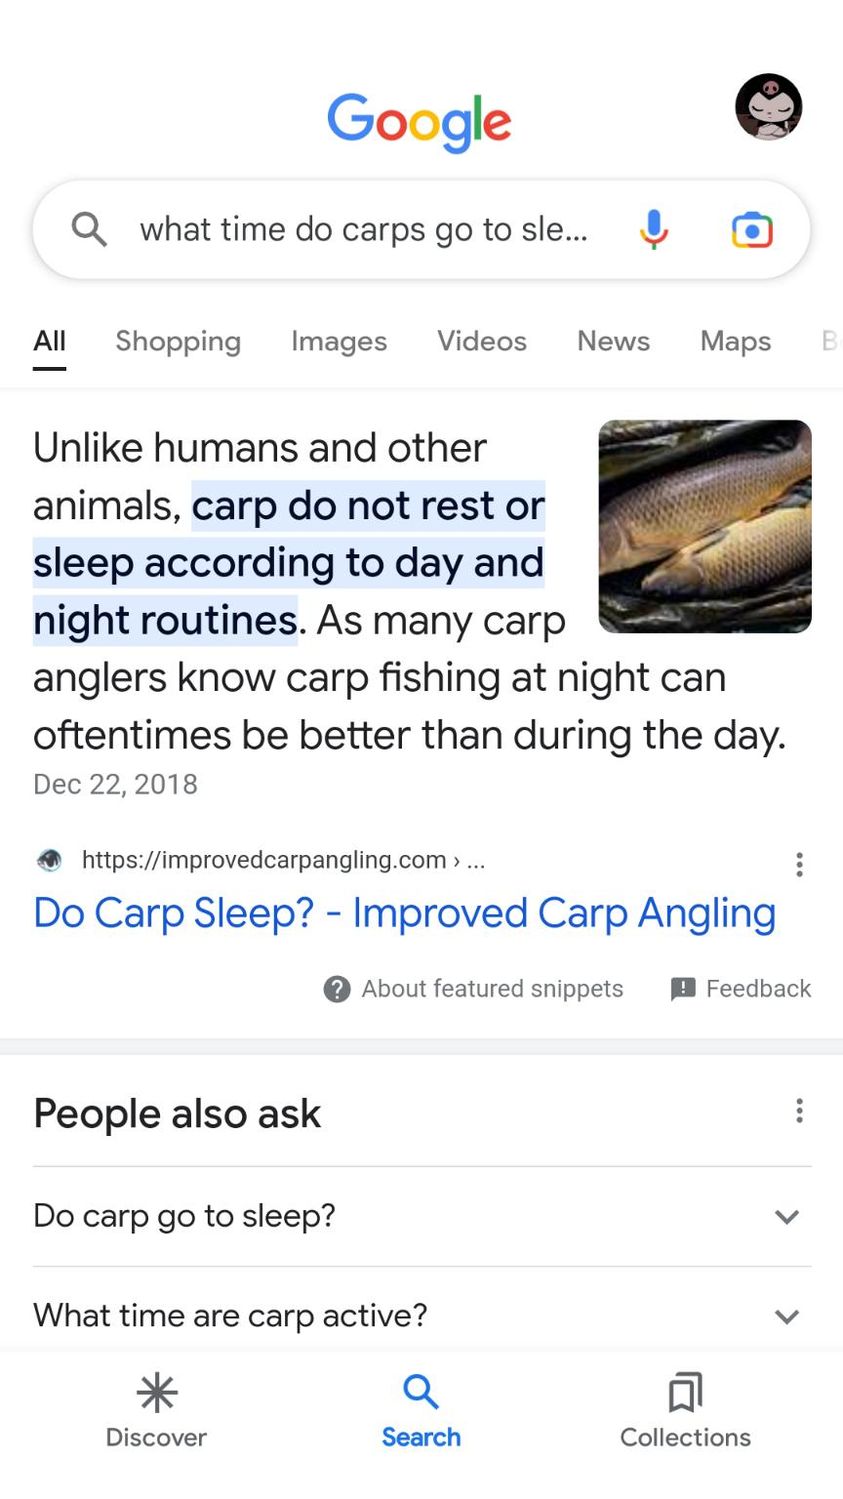 Google
what time do carps go to sle...
All Shopping Images Videos News Maps
Unlike humans and other
animals, carp do not rest or
sleep according to day and
night routines. As many carp
anglers know carp fishing at night can
oftentimes be better than during the day.
Dec 22, 2018
https://improvedcarpangling.com › ...
Do Carp Sleep? - Improved Carp Angling
About featured snippets Feedback
People also ask
Do carp go to sleep?
What time are carp active?
Discover Search Collections